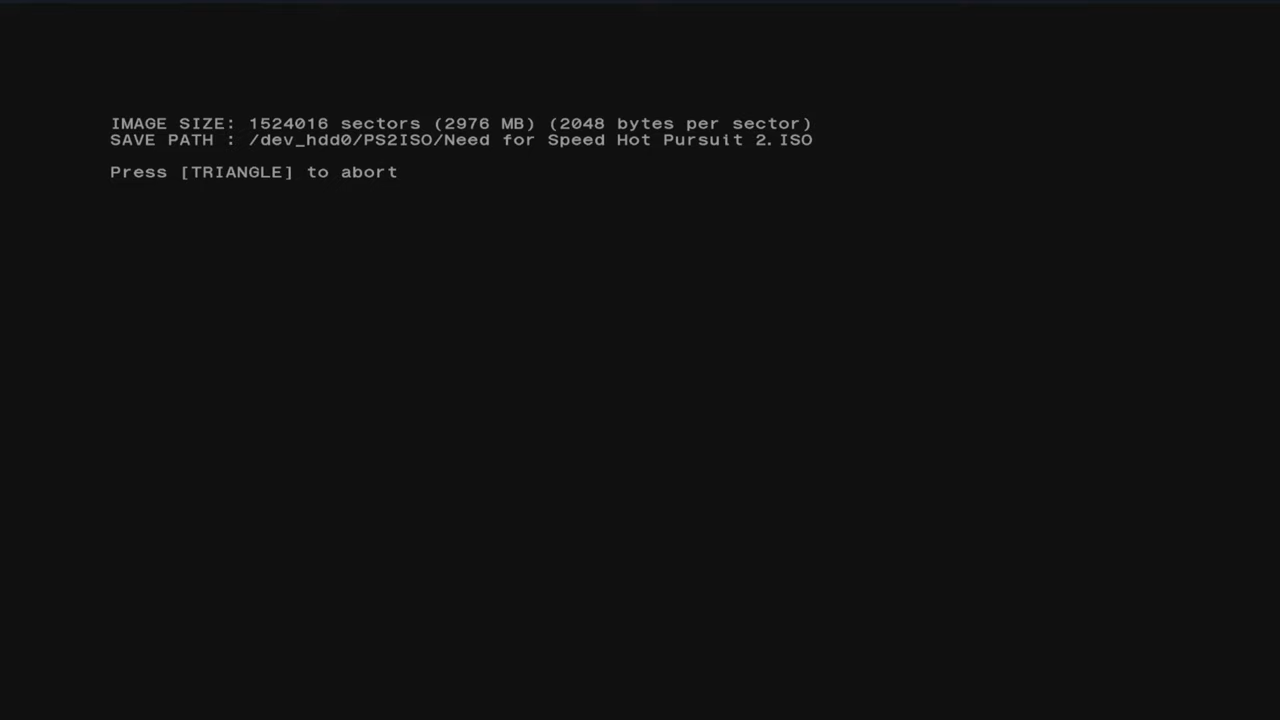 IMAGE SIZE: 1524016 sectors (2976 MB) (2048 bytes per sector)
SAVE PATH : /dev_hdd0/PS2ISO/Need for Speed Hot Pursuit 2.ISO
Press [TRIANGLE] to abort